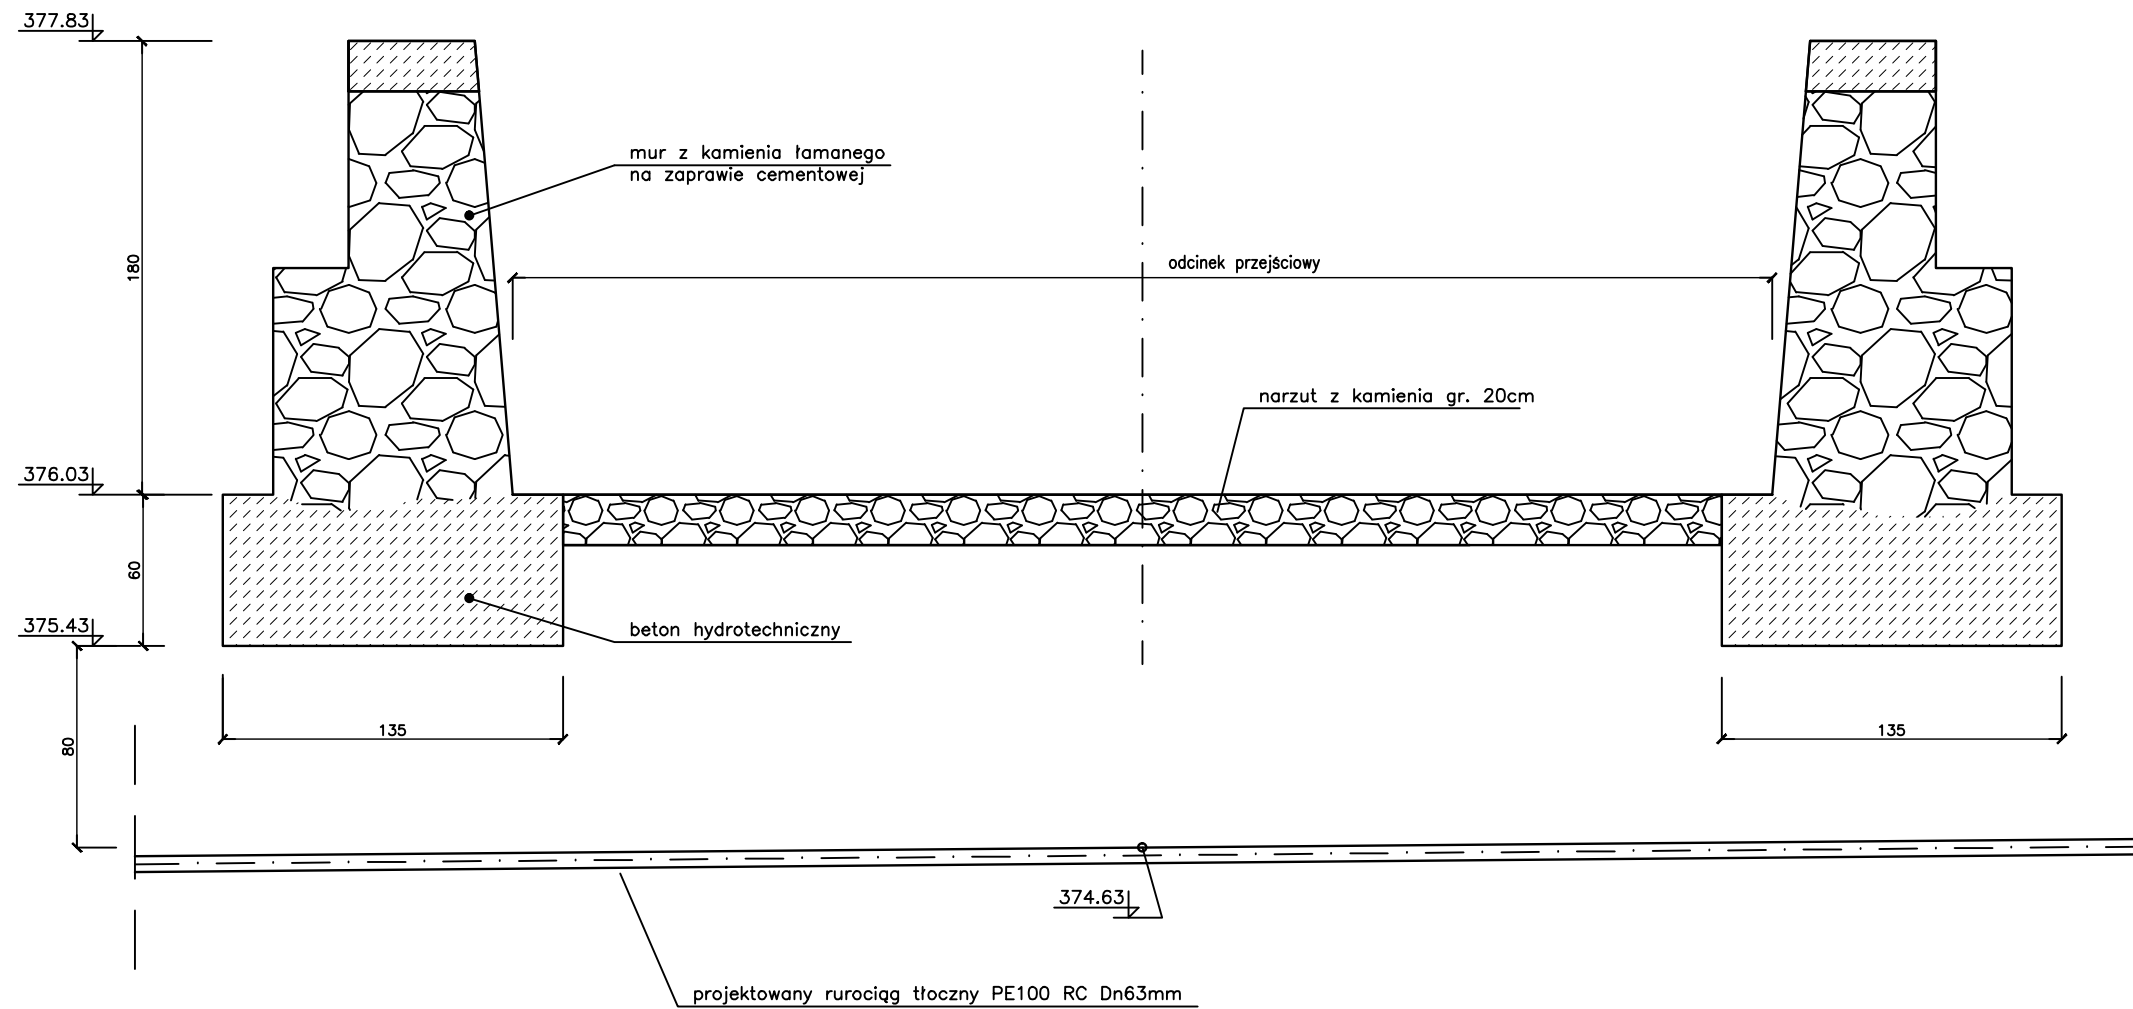 377.83
mur z kamienia łamanego
na zaprawie cementowej
180
odcinek przejściowy
narzut z kamienia gr. 20cm
376.03
60
375.43
beton hydrotechniczny
135
135
80
374.63
projektowany rurociąg tłoczny PE100 RC Dn63mm